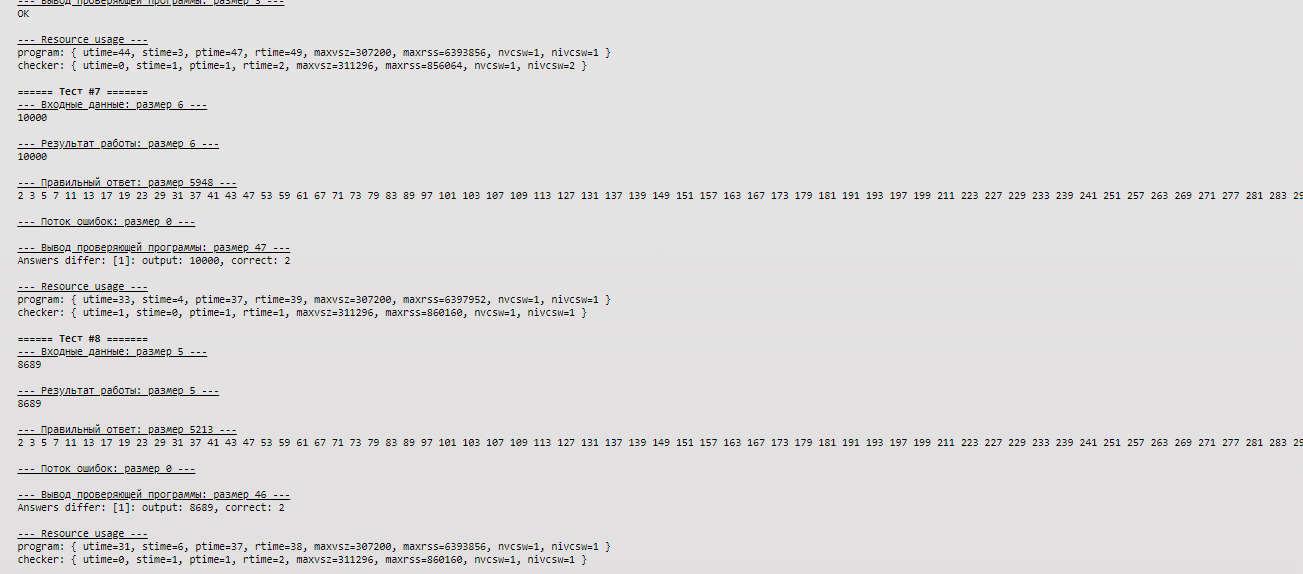 --- Вывод проверяющей программы: размер 3 ---
OK
--- Resource usage ---
program: { utime=44, stime=3, ptime=47, rtime=49, maxvsz=307200, maxrss=6393856, nvcsw=1, nivcsw=1 }
checker: { utime=0, stime=1, ptime=1, rtime=2, maxvsz=311296, maxrss=856064, nvcsw=1, nivcsw=2 }
====== Тест #7 =======
--- Входные данные: размер 6 ---
10000
--- Результат работы: размер 6 ---
10000
--- Правильный ответ: размер 5948 ---
2 3 5 7 11 13 17 19 23 29 31 37 41 43 47 53 59 61 67 71 73 79 83 89 97 101 103 107 109 113 127 131 137 139 149 151 157 163 167 173 179 181 191 193 197 199 211 223 227 229 233 239 241 251 257 263 269 271 277 281 283 29
--- Поток ошибок: размер 0 ---
--- Вывод проверяющей программы: размер 47 ---
Answers differ: [1]: output: 10000, correct: 2
--- Resource usage ---
program: { utime=33, stime=4, ptime=37, rtime=39, maxvsz=307200, maxrss=6397952, nvcsw=1, nivcsw=1 }
checker: { utime=1, stime=0, ptime=1, rtime=1, maxvsz=311296, maxrss=860160, nvcsw=1, nivcsw=1 }
====== Тест #8 =======
--- Входные данные: размер 5 ---
8689
--- Результат работы: размер 5 ---
8689
--- Правильный ответ: размер 5213 ---
2 3 5 7 11 13 17 19 23 29 31 37 41 43 47 53 59 61 67 71 73 79 83 89 97 101 103 107 109 113 127 131 137 139 149 151 157 163 167 173 179 181 191 193 197 199 211 223 227 229 233 239 241 251 257 263 269 271 277 281 283 29
--- Поток ошибок: размер 0 ---
--- Вывод проверяющей программы: размер 46 ---
Answers differ: [1]: output: 8689, correct: 2
--- Resource usage ---
program: { utime=31, stime=6, ptime=37, rtime=38, maxvsz=307200, maxrss=6393856, nvcsw=1, nivcsw=1 }
checker: { utime=0, stime=1, ptime=1, rtime=2, maxvsz=311296, maxrss=860160, nvcsw=1, nivcsw=1 }